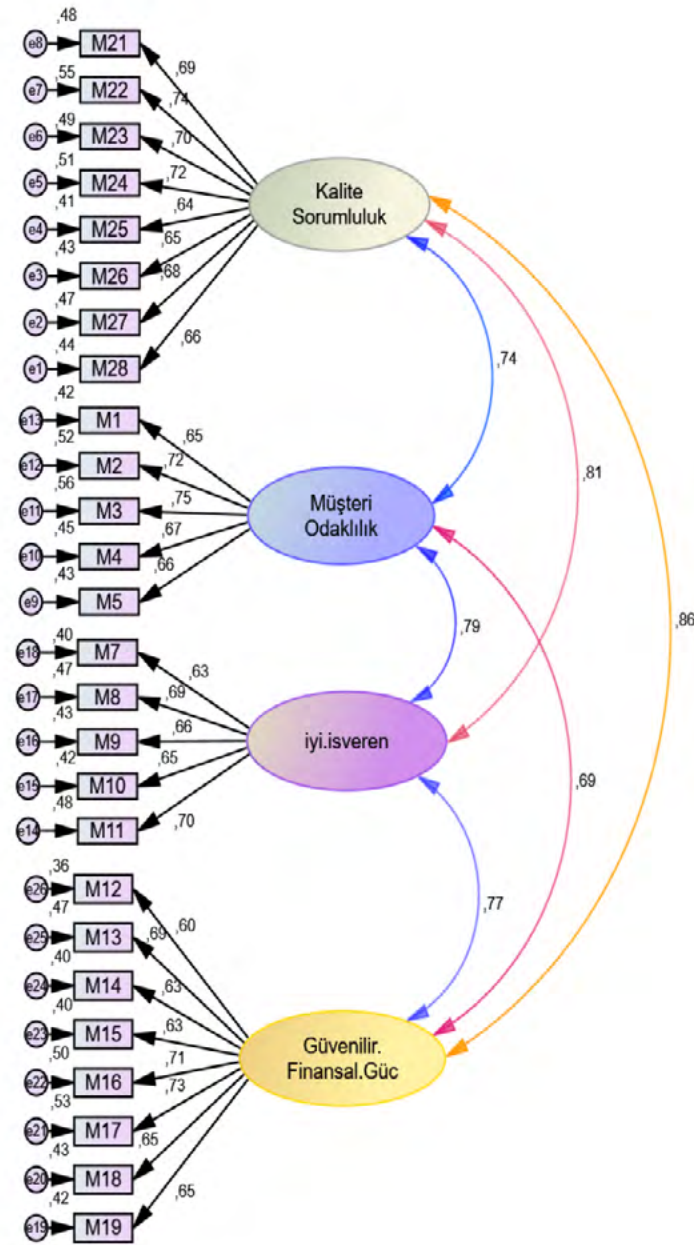 ,48
e8 M21 ,69
,55
e7 M22 ,74
,49
e6 M23 ,70
,51
e5 M24 ,72
,41
e4 M25 ,64
,43
e3 M26 ,65
,47
e2 M27 ,68
,44
e1 M28 ,66
Kalite
Sorumluluk
,42
e13 M1 ,65
,52
e12 M2 ,72
,56
e11 M3 ,75
,45
e10 M4 ,67
,43
e9 M5 ,66
Müşteri
Odaklılık
,40
e18 M7 ,63
,47
e17 M8 ,69
,43
e16 M9 ,66
,42
e15 M10 ,65
,48
e14 M11 ,70
iyi.isveren
,36
e26 M12 ,60
,47
e25 M13 ,69
,40
e24 M14 ,63
,40
e23 M15 ,63
,50
e22 M16 ,71
,53
e21 M17 ,73
,43
e20 M18 ,65
,42
e19 M19 ,65
Güvenilir.
Finansal.Güc
,74
,81
,86
,79
,69
,77